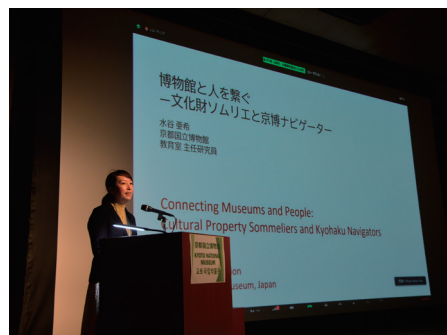 博物館と人を繋ぐ
–文化財ソムリエと京博ナビゲーター
水谷 亜希
京都国立博物館
教育室 主任研究員
Connecting Museums and People:
Cultural Property Sommeliers and Kyohaku Navigators
useum, Japan
京都国立博物館
KYOTO NATIONAL
MUSEUM